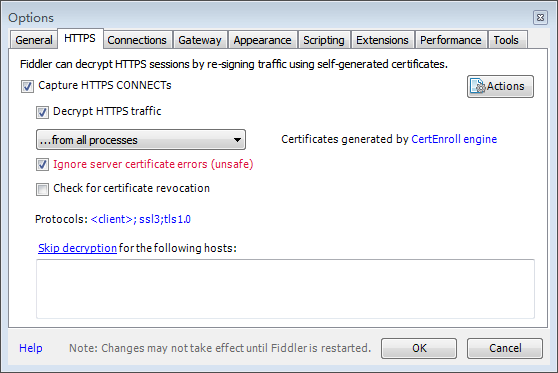 Options
General HTTPS Connections Gateway Appearance Scripting Extensions Performance Tools
Fiddler can decrypt HTTPS sessions by re-signing traffic using self-generated certificates.
Capture HTTPS CONNECTs
Actions
Decrypt HTTPS traffic
...from all processes
Certificates generated by CertEnroll engine
Ignore server certificate errors (unsafe)
Check for certificate revocation
Protocols: <client>; ssl3;tls1.0
Skip decryption for the following hosts:
Help Note: Changes may not take effect until Fiddler is restarted. OK Cancel